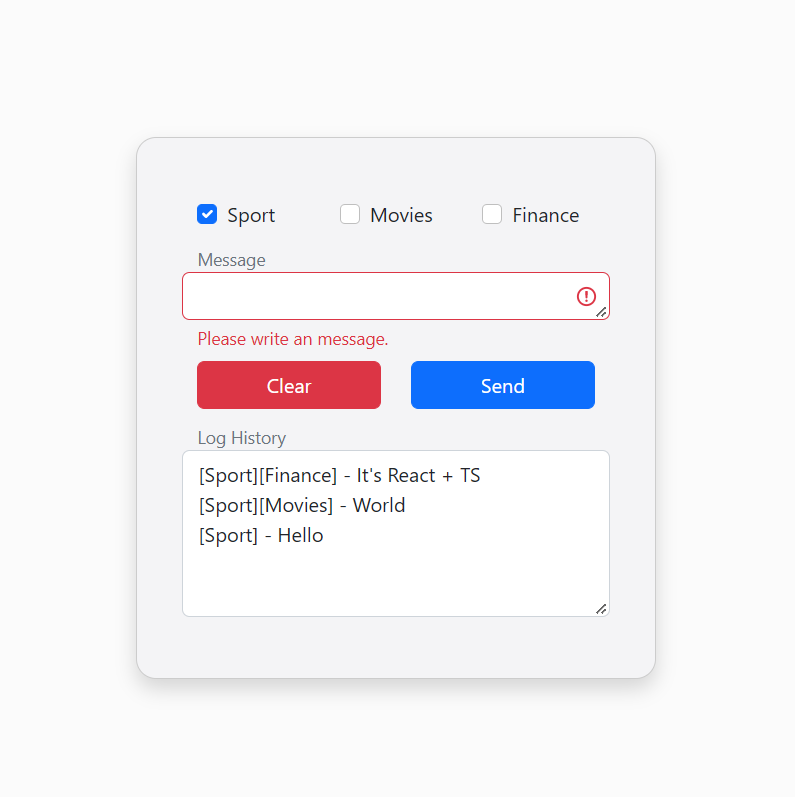 Sport Movies Finance
Message
Please write an message.
Clear Send
Log History
[Sport][Finance] - It's React + TS
[Sport][Movies] - World
[Sport] - Hello